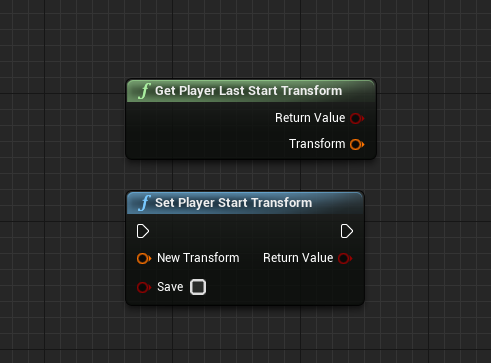 f Get Player Last Start Transform
Return Value
Transform
f Set Player Start Transform
New Transform Return Value
Save